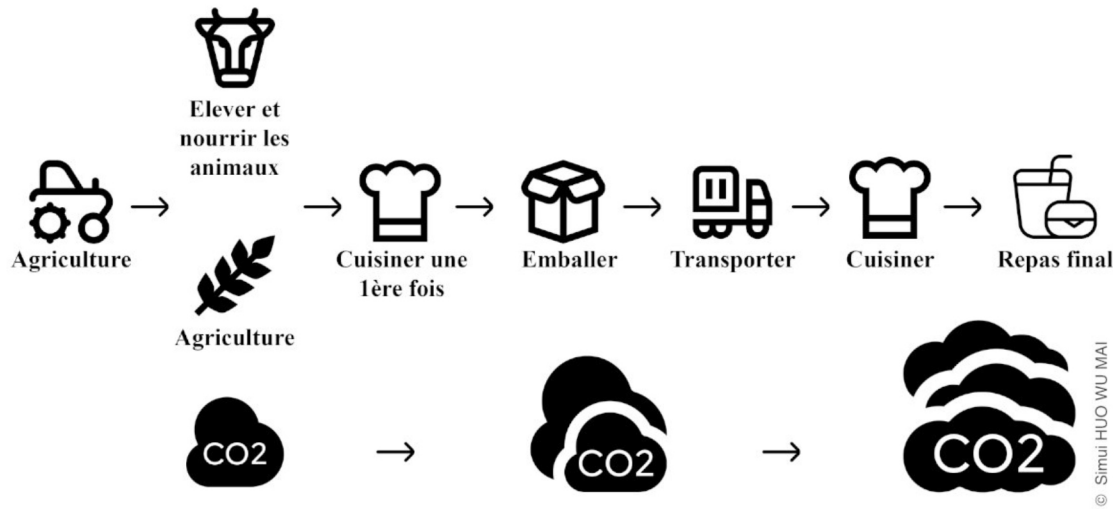 Elever et
nourrir les
animaux
Agriculture
Cuisiner une
1ère fois
Emballer
Transporter
Cuisiner
Repas final
Agriculture
CO2
CO2
CO2
© Simui HUO WU MAI